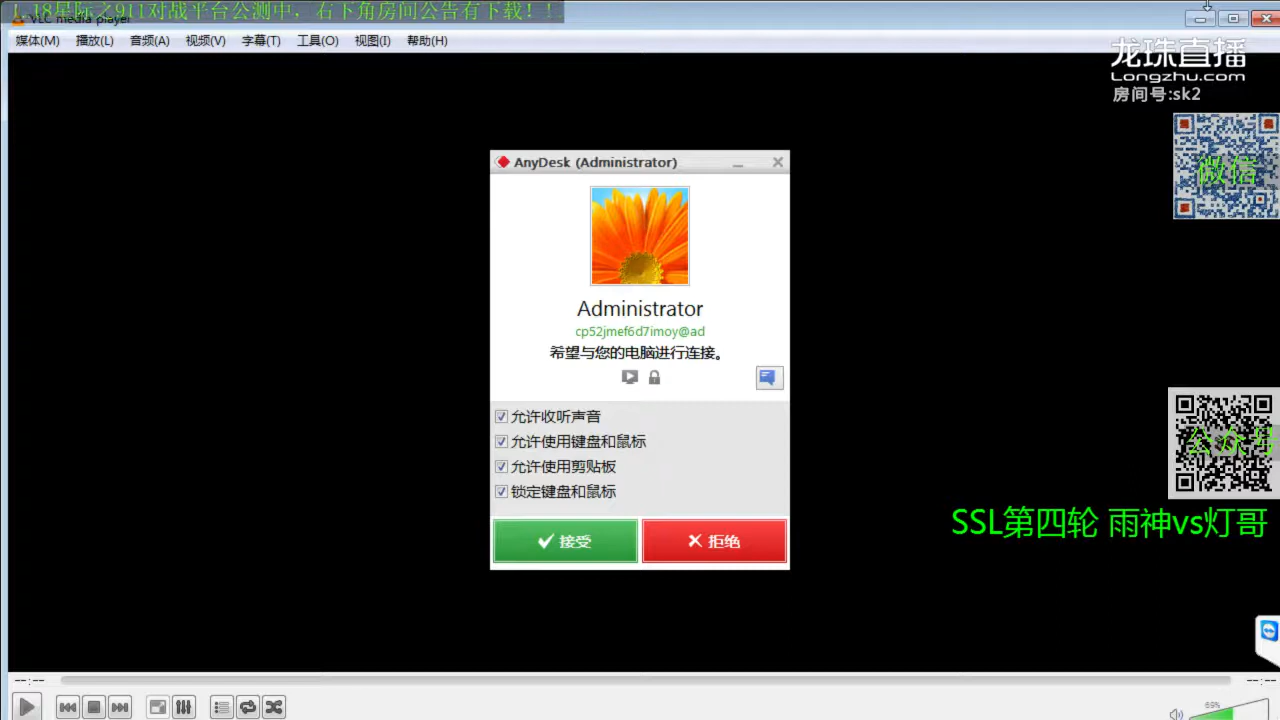 1.18星际之911对战平台公测中，右下角房间公告有下载！！
VLC media player
媒体(M) 播放(L) 音频(A) 视频(V) 字幕(T) 工具(O) 视图(I) 帮助(H)
龙珠直播
Longzhu.com
房间号:sk2
微信
AnyDesk (Administrator)
Administrator
cp52jmef6d7imoy@ad
希望与您的电脑进行连接。
允许收听声音
允许使用键盘和鼠标
允许使用剪贴板
锁定键盘和鼠标
接受
拒绝
公众号
SSL第四轮 雨神vs灯哥
--:-- --:--
69%